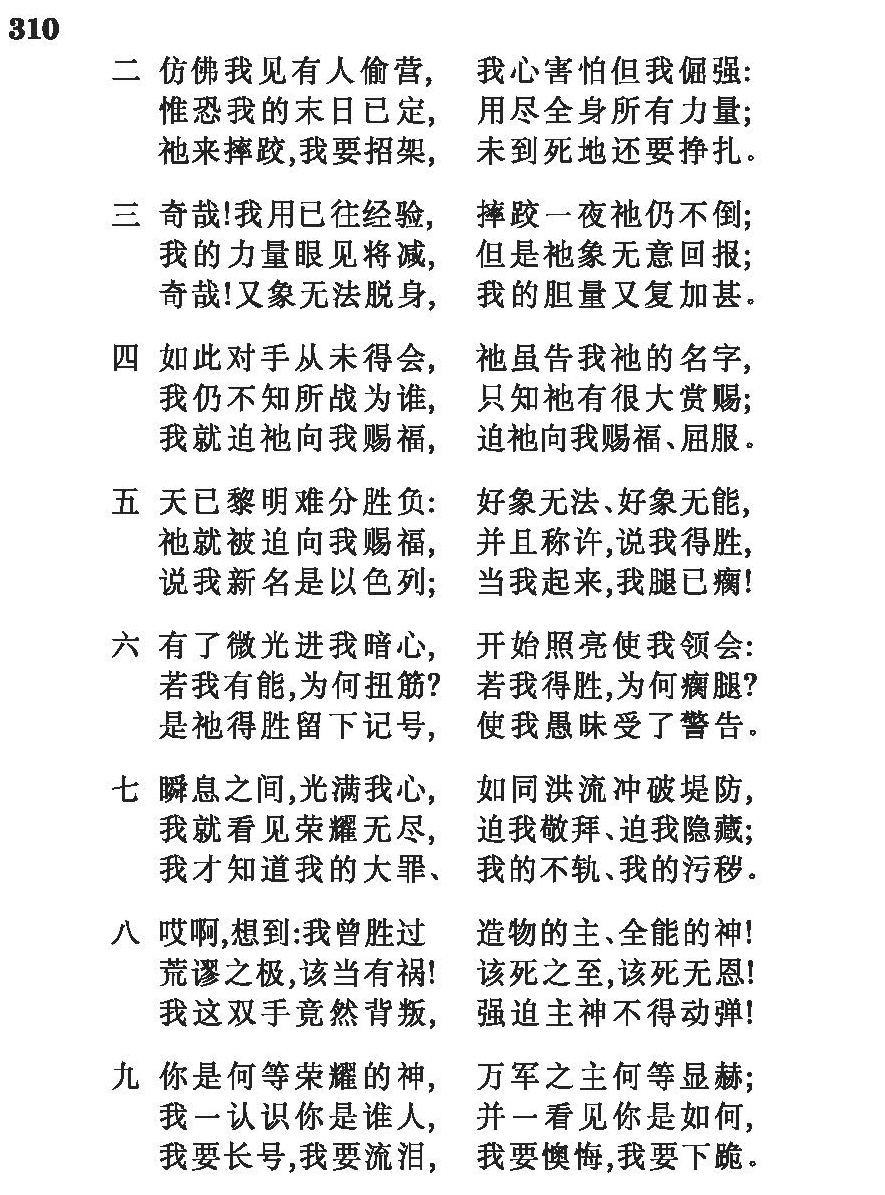 310
二 仿佛我见有人偷营, 我心害怕但我倔强:
惟恐我的末日已定, 用尽全身所有力量;
祂来摔跤,我要招架, 未到死地还要挣扎。
三 奇哉!我用已往经验, 摔跤一夜祂仍不倒;
我的力量眼见将减, 但是祂象无意回报;
奇哉!又象无法脱身, 我的胆量又复加甚。
四 如此对手从未得会, 祂虽告我祂的名字,
我仍不知所战为谁, 只知祂有很大赏赐;
我就迫祂向我赐福, 迫祂向我赐福、屈服。
五 天已黎明难分胜负: 好象无法、好象无能,
祂就被迫向我赐福, 并且称许,说我得胜,
说我新名是以色列; 当我起来,我腿已瘸!
六 有了微光进我暗心, 开始照亮使我领会:
若我有能,为何扭筋? 若我得胜,为何瘸腿?
是祂得胜留下记号, 使我愚昧受了警告。
七 瞬息之间,光满我心, 如同洪流冲破堤防,
我就看见荣耀无尽, 迫我敬拜、迫我隐藏;
我才知道我的大罪、 我的不轨、我的污秽。
八 哎啊,想到:我曾胜过 造物的主、全能的神!
荒谬之极,该当有祸! 该死之至,该死无恩!
我这双手竟然背叛, 强迫主神不得动弹!
九 你是何等荣耀的神, 万军之主何等显赫;
我一认识你是谁人, 并一看见你是如何,
我要长号,我要流泪, 我要懊悔,我要下跪。